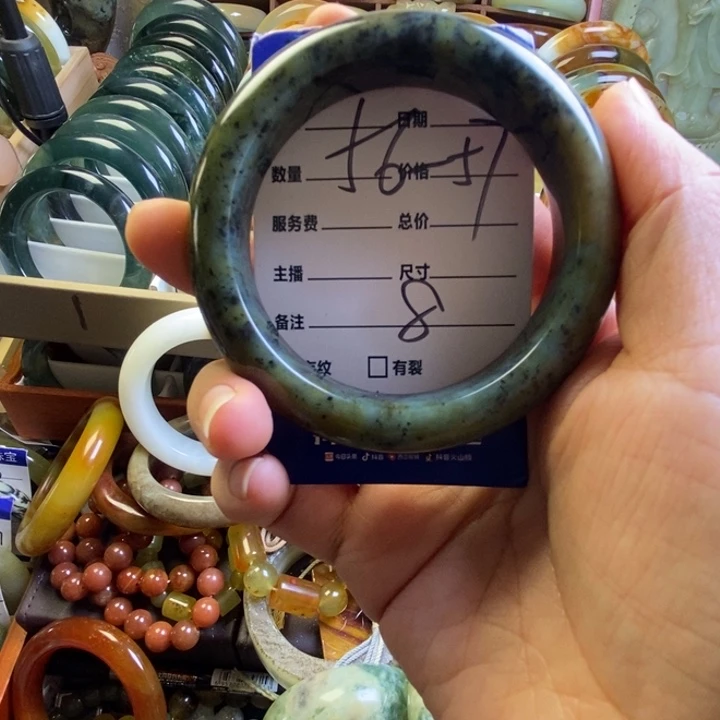 日期
56-57
数量 价格
服务费 总价
主播 尺寸
8
备注
纹 有裂